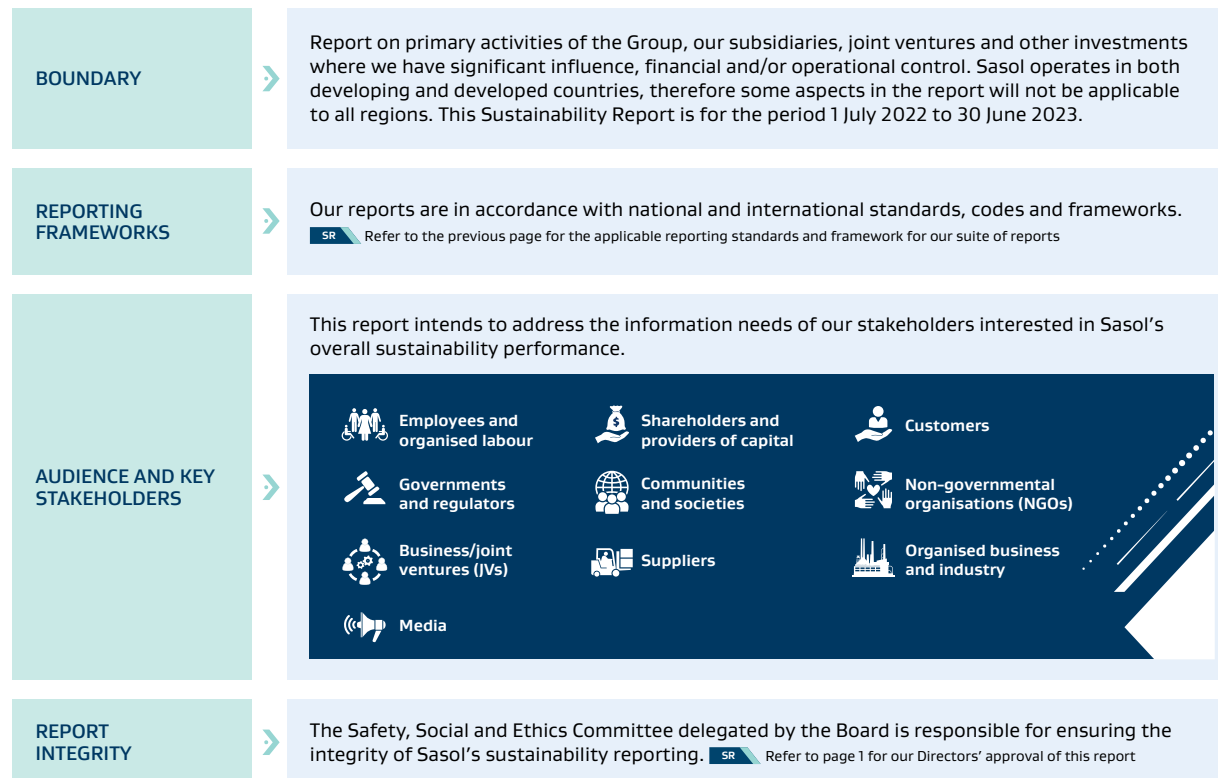 BOUNDARY
Report on primary activities of the Group, our subsidiaries, joint ventures and other investments
where we have significant influence, financial and/or operational control. Sasol operates in both
developing and developed countries, therefore some aspects in the report will not be applicable
to all regions. This Sustainability Report is for the period 1 July 2022 to 30 June 2023.
REPORTING
FRAMEWORKS
Our reports are in accordance with national and international standards, codes and frameworks.
SR Refer to the previous page for the applicable reporting standards and framework for our suite of reports
AUDIENCE AND KEY
STAKEHOLDERS
This report intends to address the information needs of our stakeholders interested in Sasol's
overall sustainability performance.
Employees and
organised labour
Shareholders and
providers of capital
Customers
Governments
and regulators
Communities
and societies
Non-governmental
organisations (NGOs)
Business/joint
ventures (JVs)
Suppliers
Organised business
and industry
Media
REPORT
INTEGRITY
The Safety, Social and Ethics Committee delegated by the Board is responsible for ensuring the
integrity of Sasol's sustainability reporting. SR Refer to page 1 for our Directors' approval of this report